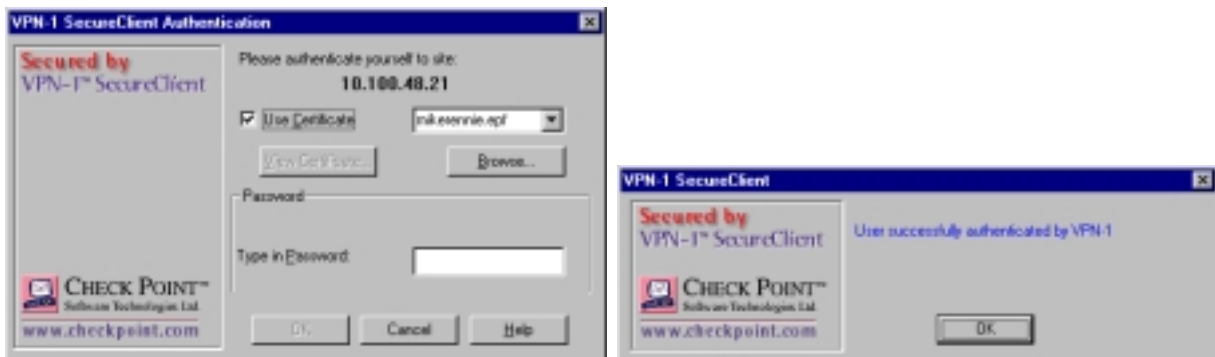 VPN-1 SecureClient Authentication
Secured by
VPN-1™ SecureClient
Please authenticate yourself to site:
10.100.48.21
Use Certificate
mikerennie.epf
View Certificate...
Browse...
Password
Type in Password:
CHECK POINT™
Software Technologies Ltd.
www.checkpoint.com
OK
Cancel
Help
VPN-1 SecureClient
Secured by
VPN-1™ SecureClient
User successfully authenticated by VPN-1
CHECK POINT™
Software Technologies Ltd.
www.checkpoint.com
OK